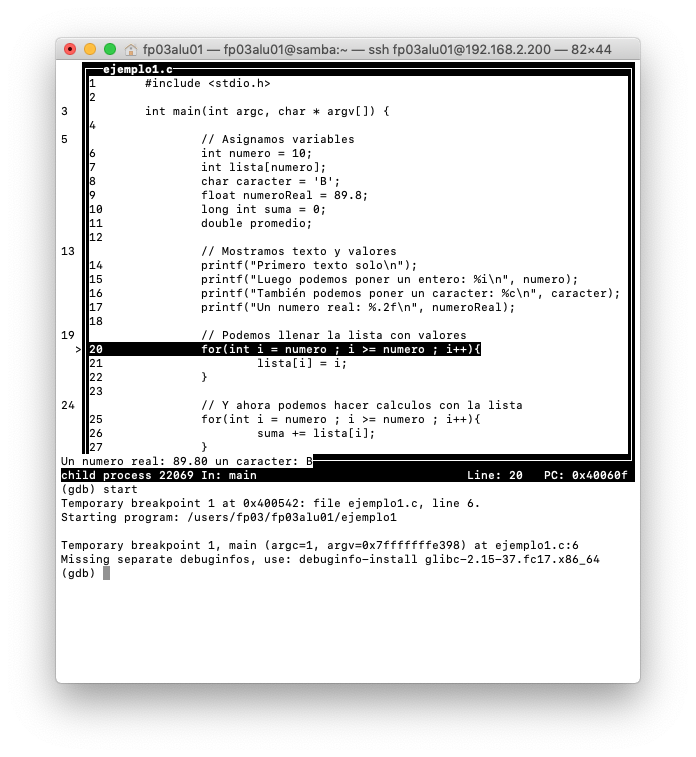 fp03alu01 — fp03alu01@samba:~ — ssh fp03alu01@192.168.2.200 — 82×44
ejemplo1.c
1 #include <stdio.h>
2
3 int main(int argc, char * argv[]) {
4
5 // Asignamos variables
6 int numero = 10;
7 int lista[numero];
8 char caracter = 'B';
9 float numeroReal = 89.8;
10 long int suma = 0;
11 double promedio;
12
13 // Mostramos texto y valores
14 printf("Primero texto solo\n");
15 printf("Luego podemos poner un entero: %i\n", numero);
16 printf("También podemos poner un caracter: %c\n", caracter);
17 printf("Un numero real: %.2f\n", numeroReal);
18
19 // Podemos llenar la lista con valores
> 20 for(int i = numero ; i >= numero ; i++){
21 lista[i] = i;
22 }
23
24 // Y ahora podemos hacer calculos con la lista
25 for(int i = numero ; i >= numero ; i++){
26 suma += lista[i];
27 }
Un numero real: 89.80 un caracter: B
child process 22069 In: main Line: 20 PC: 0x40060f
(gdb) start
Temporary breakpoint 1 at 0x400542: file ejemplo1.c, line 6.
Starting program: /users/fp03/fp03alu01/ejemplo1
Temporary breakpoint 1, main (argc=1, argv=0x7fffffffe398) at ejemplo1.c:6
Missing separate debuginfos, use: debuginfo-install glibc-2.15-37.fc17.x86_64
(gdb)